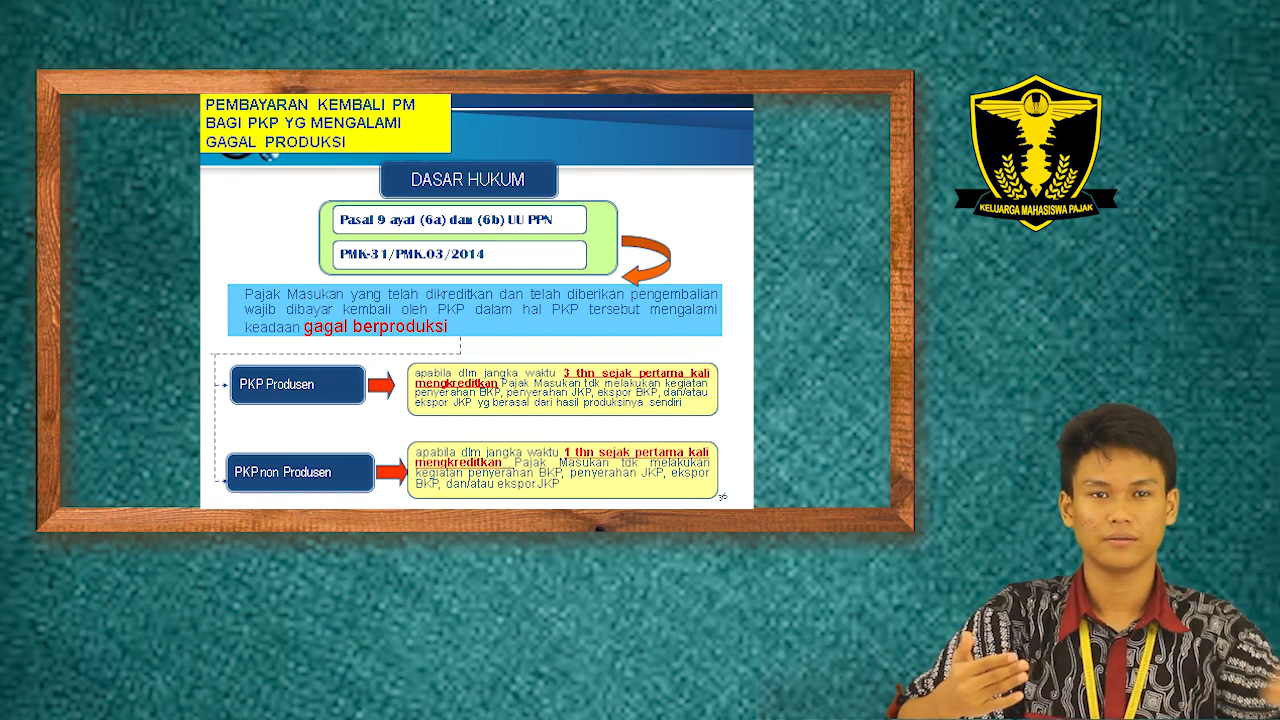 PEMBAYARAN KEMBALI PM
BAGI PKP YG MENGALAMI
GAGAL PRODUKSI
DASAR HUKUM
Pasal 9 ayat (6a) dan (6b) UU PPN
PMK-31/PMK.03/2014
Pajak Masukan yang telah dikreditkan dan telah diberikan pengembalian
wajib dibayar kembali oleh PKP dalam hal PKP tersebut mengalami
keadaan gagal berproduksi
PKP Produsen
apabila dlm jangka waktu 3 thn sejak pertama kali
mengkreditkan Pajak Masukan tdk melakukan kegiatan
penyerahan BKP, penyerahan JKP, ekspor BKP, dan/atau
ekspor JKP yg berasal dari hasil produksinya sendiri
PKP non Produsen
apabila dlm jangka waktu 1 thn sejak pertama kali
mengkreditkan Pajak Masukan tdk melakukan
kegiatan penyerahan BKP, penyerahan JKP, ekspor
BKP, dan/atau ekspor JKP
36
KELUARGA MAHASISWA PAJAK